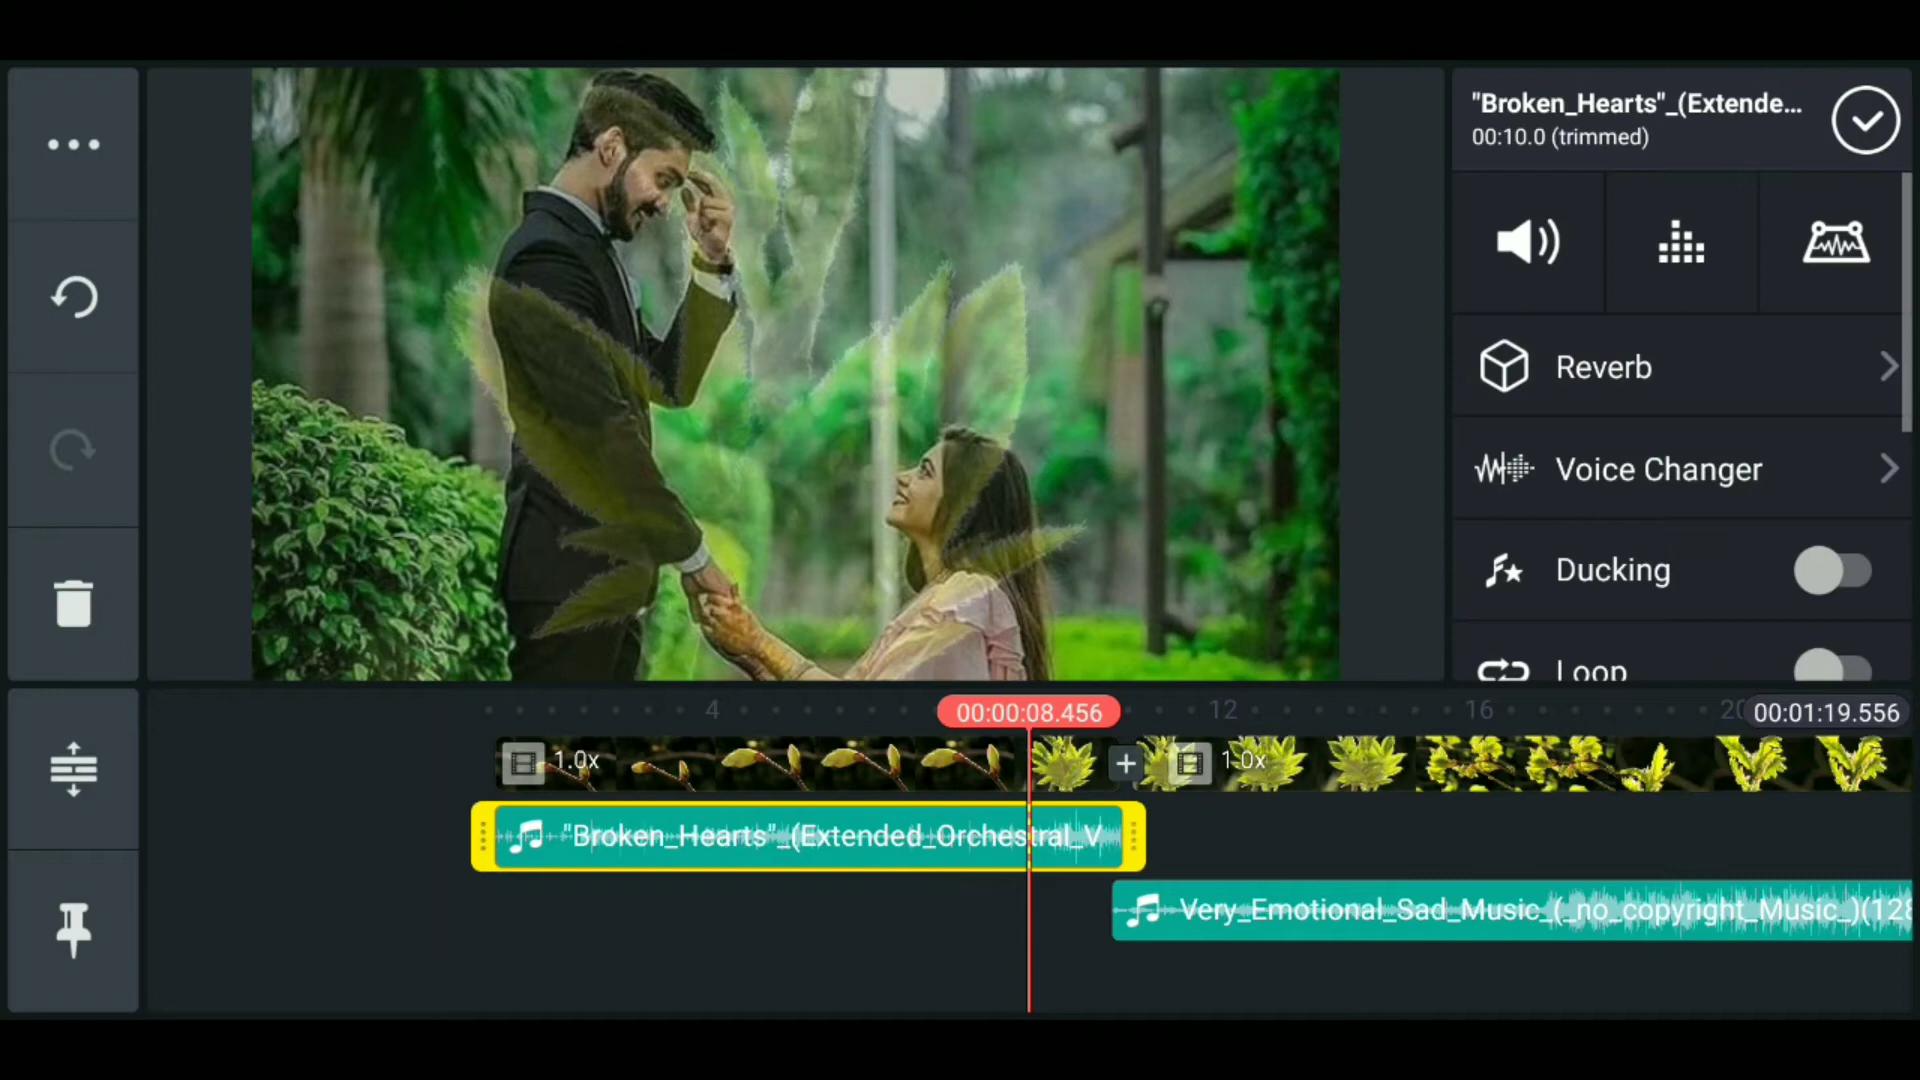 "Broken_Hearts"_(Extende...
00:10.0 (trimmed)
Reverb
Voice Changer
Ducking
Loop
4
00:00:08.456
12
16
20
00:01:19.556
1.0x
1.0x
"Broken_Hearts"_(Extended_Orchestral_V
Very_Emotional_Sad_Music_(_no_copyright_Music_)(128